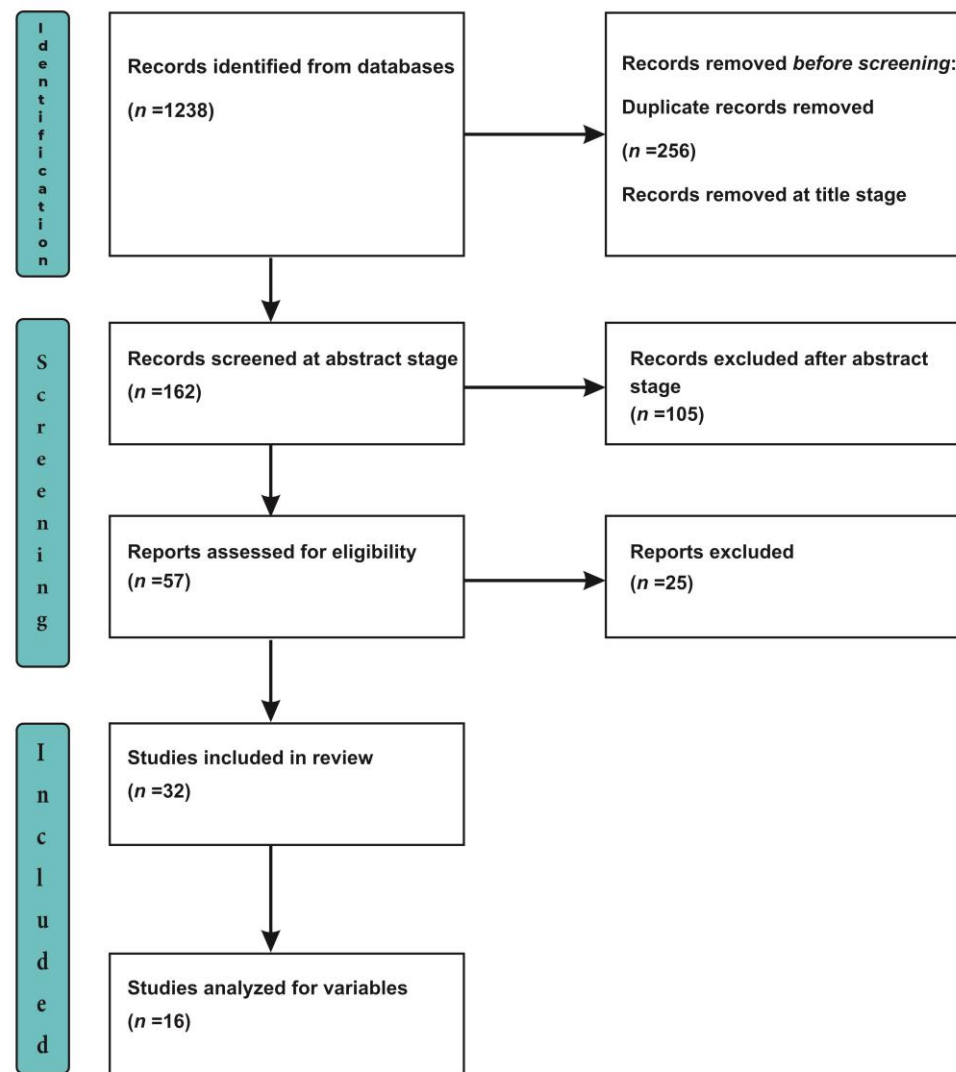 Identification
Records identified from databases
(n =1238)
Records removed before screening:
Duplicate records removed
(n =256)
Records removed at title stage
Screening
Records screened at abstract stage
(n =162)
Records excluded after abstract
stage
(n =105)
Reports assessed for eligibility
(n =57)
Reports excluded
(n =25)
Included
Studies included in review
(n =32)
Studies analyzed for variables
(n =16)